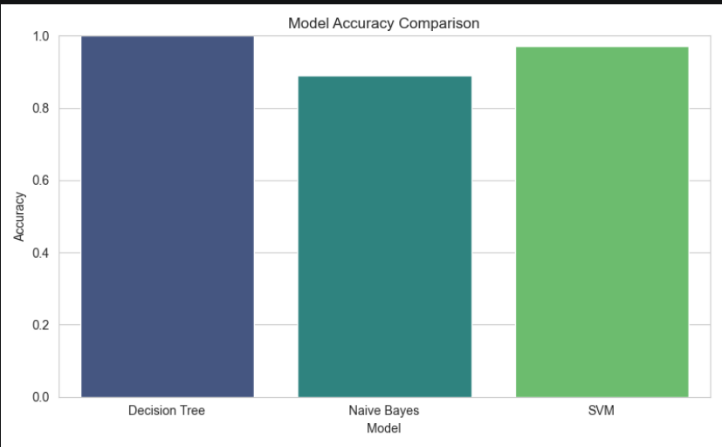 Model Accuracy Comparison
1.0
0.8
0.6
0.4
0.2
0.0
Accuracy
Decision Tree Naive Bayes SVM
Model